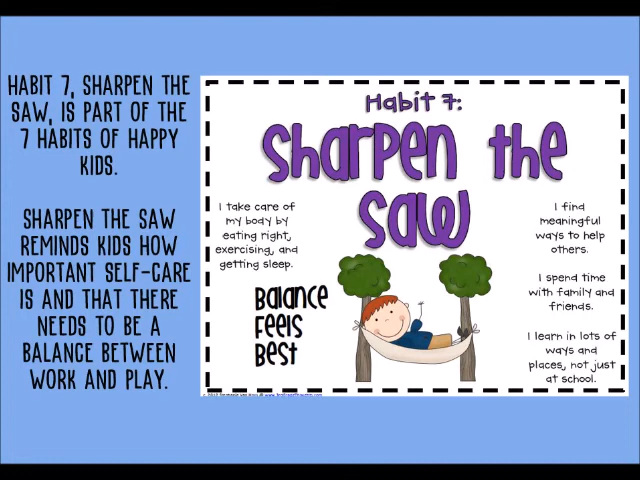 HABIT 7, SHARPEN THE
SAW, IS PART OF THE
7 HABITS OF HAPPY
KIDS.
SHARPEN THE SAW
REMINDS KIDS HOW
IMPORTANT SELF-CARE
IS AND THAT THERE
NEEDS TO BE A
BALANCE BETWEEN
WORK AND PLAY.
Habit 7:
Sharpen the
Saw
I take care of
my body by
eating right,
exercising, and
getting sleep.
Balance
Feels
Best
I find
meaningful
ways to help
others.
I spend time
with family and
friends.
I learn in lots of
ways and
places, not just
at school.